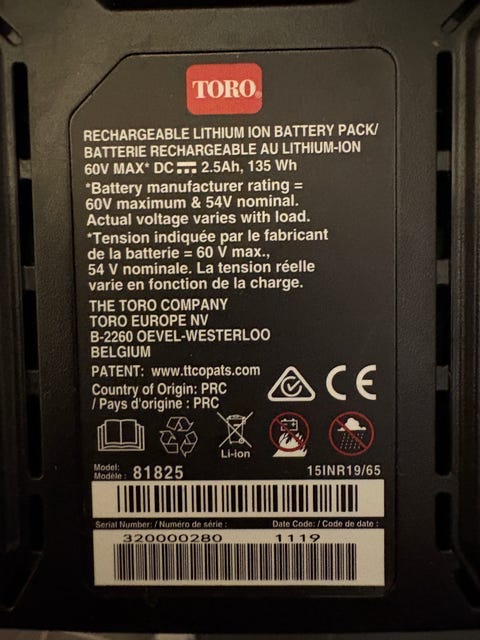 TORO
RECHARGEABLE LITHIUM ION BATTERY PACK/
BATTERIE RECHARGEABLE AU LITHIUM-ION
60V MAX* DC 2.5Ah, 135 Wh
*Battery manufacturer rating =
60V maximum & 54V nominal.
Actual voltage varies with load.
*Tension indiquée par le fabricant
de la batterie = 60 V max.,
54 V nominale. La tension réelle
varie en fonction de la charge.
THE TORO COMPANY
TORO EUROPE NV
B-2260 OEVEL-WESTERLOO
BELGIUM
PATENT: www.ttcopats.com
Country of Origin: PRC
/ Pays d'origine : PRC
CE
Li-ion
Model:
Modèle : 81825 15INR19/65
Serial Number: / Numéro de série : Date Code: / Code de date :
320000280 1119